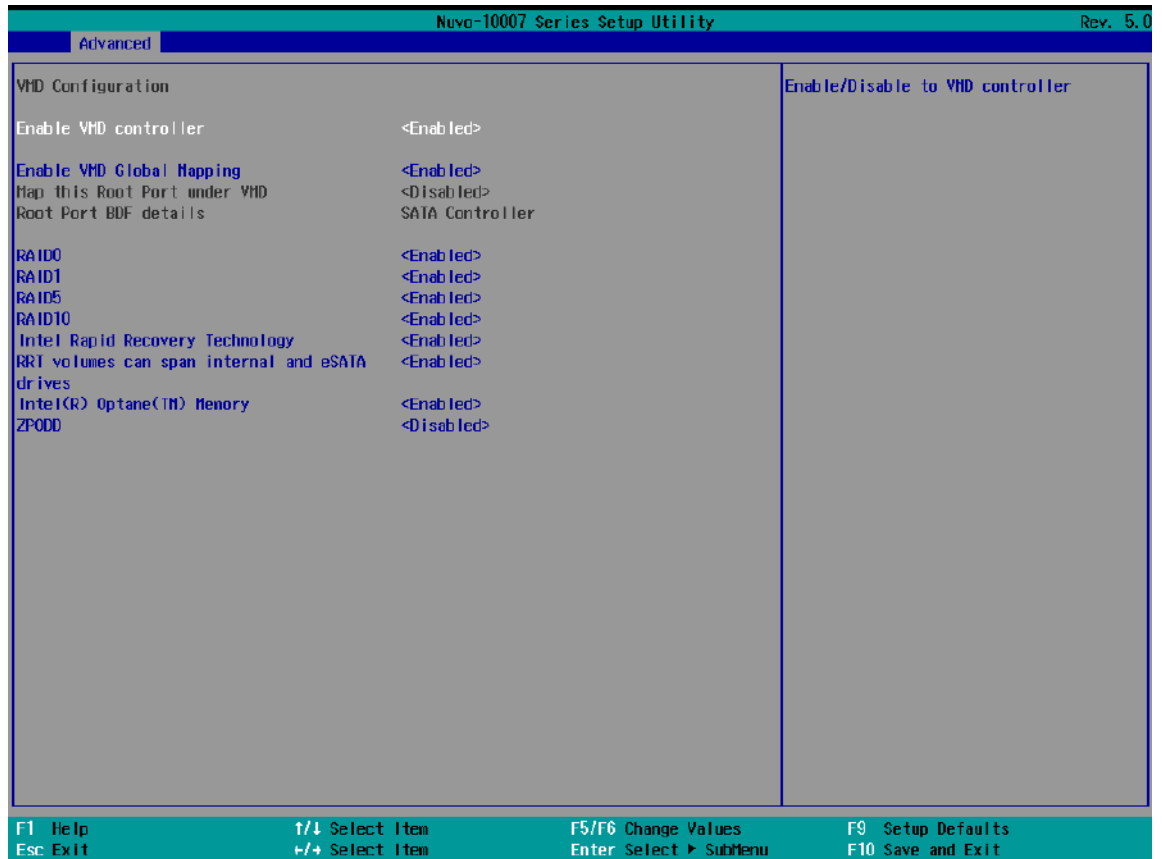 Nuvo-10007 Series Setup Utility Rev. 5.0
Advanced
VMD Configuration
Enable/Disable to VMD controller
Enable VMD controller <Enabled>
Enable VMD Global Mapping <Enabled>
Map this Root Port under VMD <Disabled>
Root Port BDF details SATA Controller
RAID0 <Enabled>
RAID1 <Enabled>
RAID5 <Enabled>
RAID10 <Enabled>
Intel Rapid Recovery Technology <Enabled>
RRT volumes can span internal and eSATA <Enabled>
drives
Intel(R) Optane(TM) Memory <Enabled>
ZPODD <Disabled>
F1 Help ↑/↓ Select Item F5/F6 Change Values F9 Setup Defaults
Esc Exit ←/→ Select Item Enter Select ▶ SubMenu F10 Save and Exit